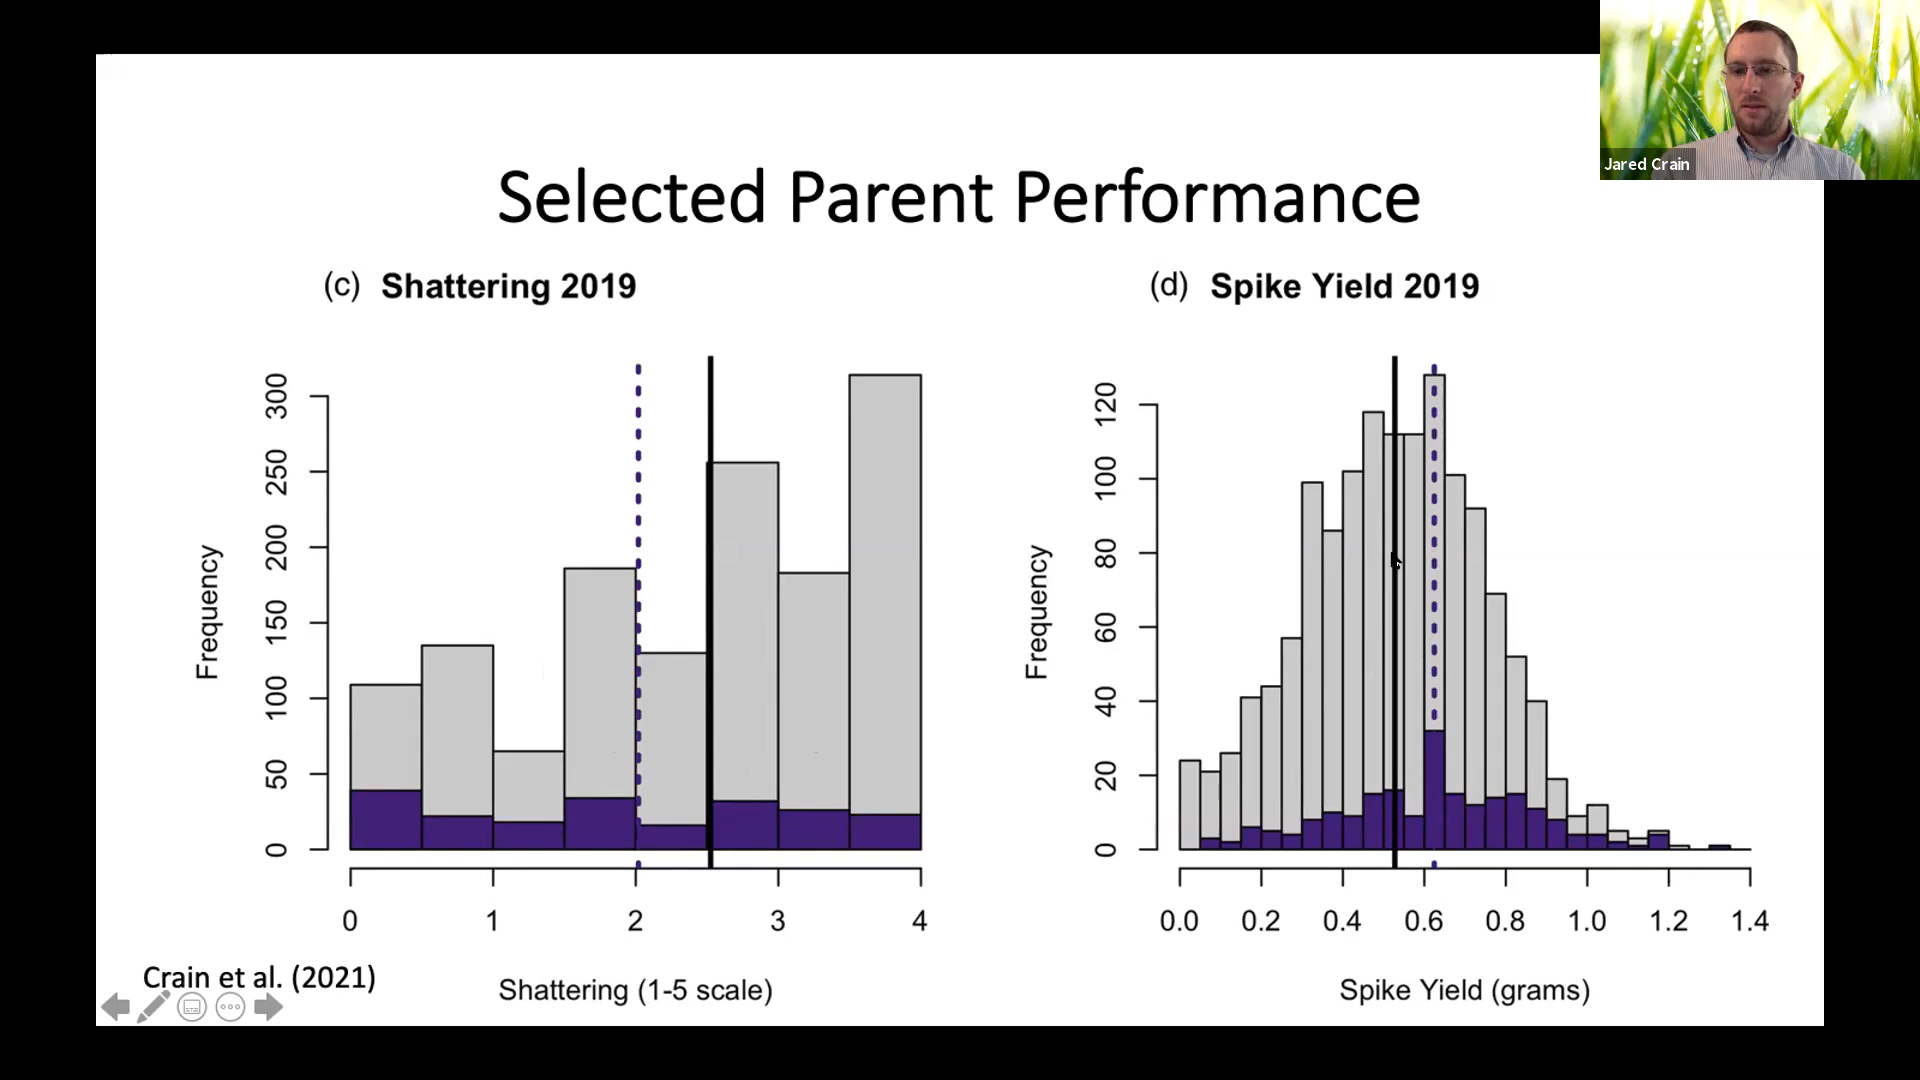 Jared Crain
Selected Parent Performance
(c) Shattering 2019
Frequency
0 50 100 150 200 250 300
0 1 2 3 4
Shattering (1-5 scale)
(d) Spike Yield 2019
Frequency
0 20 40 60 80 100 120
0.0 0.2 0.4 0.6 0.8 1.0 1.2 1.4
Spike Yield (grams)
Crain et al. (2021)